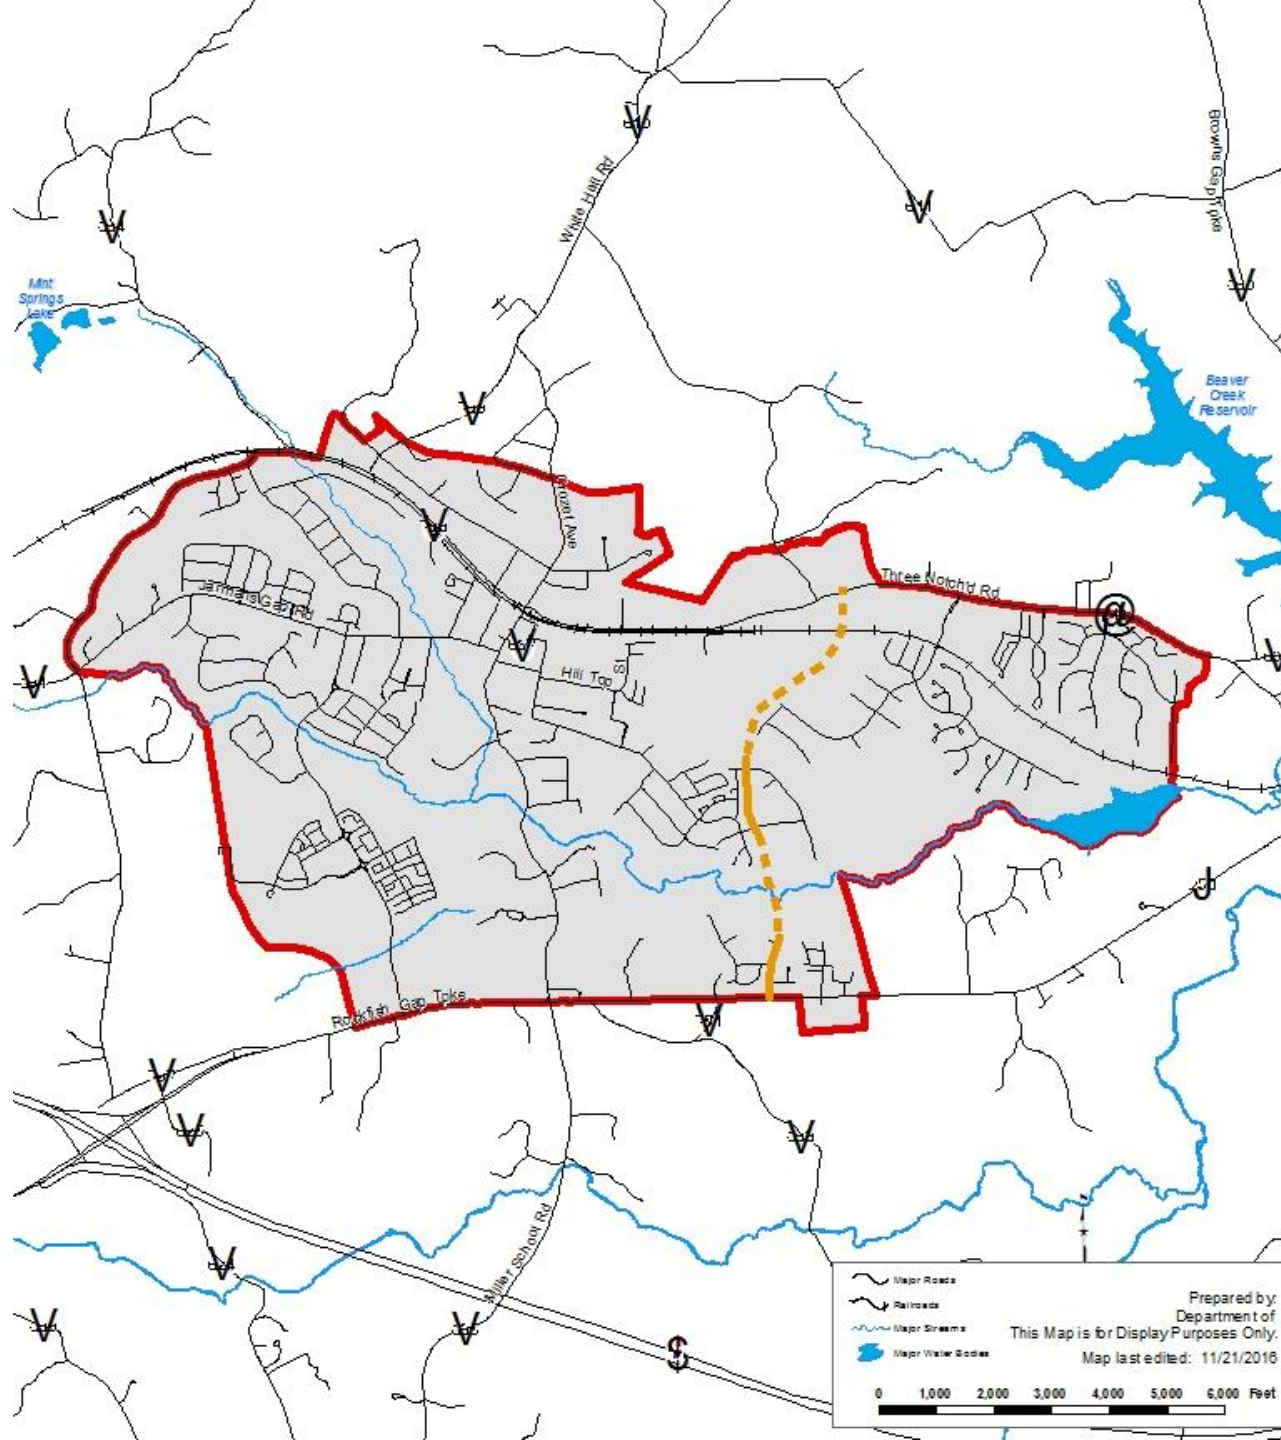 Browns Gap Tpke
White Hall Rd
Mint
Springs
Lake
Beaver
Creek
Reservoir
Crozet Ave
Three Notch'd Rd
Jarmans Gap Rd
Hill Top
St
Rockfish Gap Tpke
Miller School Rd
V
V
V
V
V
V
V
@
V
V
J
V
V
V
V
V
V
V
$
Major Roads
Railroads
Major Streams
Major Water Bodies
Prepared by:
Department of
This Map is for Display Purposes Only.
Map last edited: 11/21/2016
0 1,000 2,000 3,000 4,000 5,000 6,000 Feet